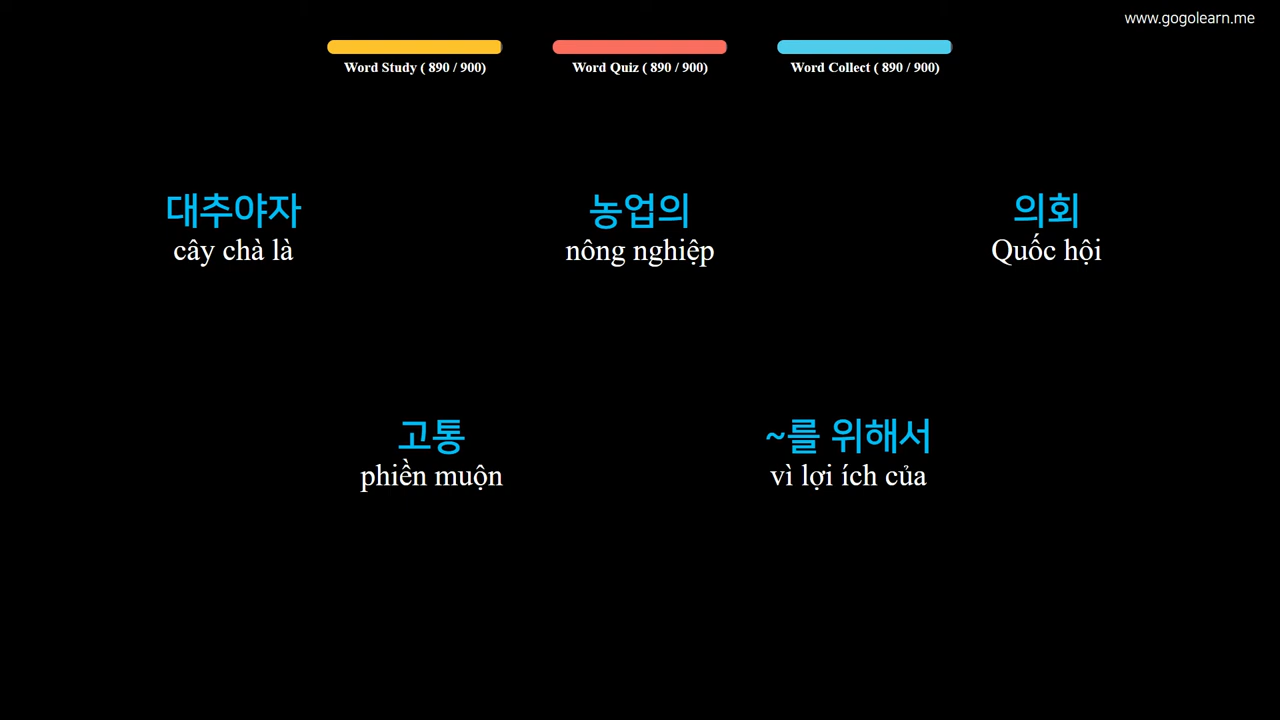 www.gogolearn.me
Word Study ( 890 / 900)
Word Quiz ( 890 / 900)
Word Collect ( 890 / 900)
대추야자
cây chà là
농업의
nông nghiệp
의회
Quốc hội
고통
phiền muộn
~를 위해서
vì lợi ích của